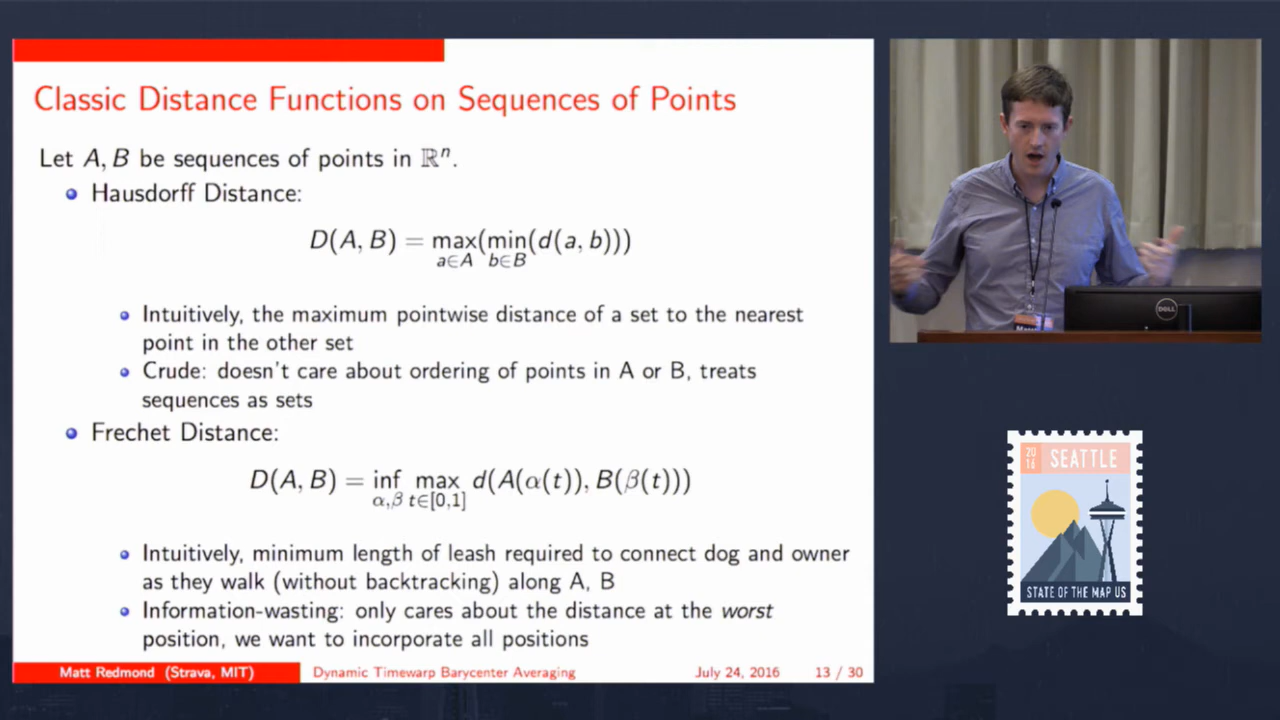 Classic Distance Functions on Sequences of Points
Let A, B be sequences of points in ℝⁿ.
Hausdorff Distance:
D(A, B) = max(min(d(a, b)))
a∈A b∈B
Intuitively, the maximum pointwise distance of a set to the nearest
point in the other set
Crude: doesn't care about ordering of points in A or B, treats
sequences as sets
Frechet Distance:
D(A, B) = inf max d(A(α(t)), B(β(t)))
α,β t∈[0,1]
Intuitively, minimum length of leash required to connect dog and owner
as they walk (without backtracking) along A, B
Information-wasting: only cares about the distance at the worst
position, we want to incorporate all positions
Matt Redmond (Strava, MIT) Dynamic Timewarp Barycenter Averaging July 24, 2016 13 / 30
DELL
2016 SEATTLE
STATE OF THE MAP US